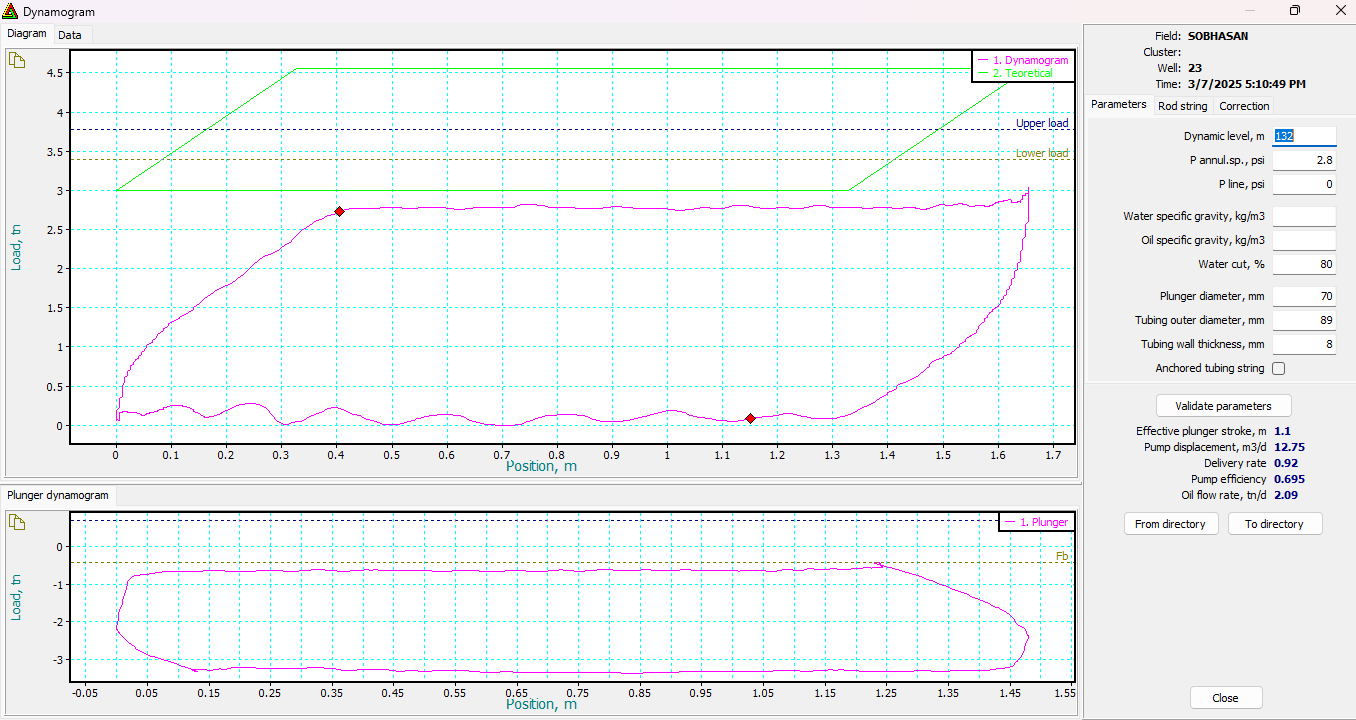 Dynamogram
Diagram Data
1. Dynamogram
2. Teoretical
Upper load
Lower load
4.5
4
3.5
3
2.5
2
1.5
1
0.5
0
Load, tn
0 0.1 0.2 0.3 0.4 0.5 0.6 0.7 0.8 0.9 1 1.1 1.2 1.3 1.4 1.5 1.6 1.7
Position, m
Plunger dynamogram
1. Plunger
Fb
0
-1
-2
-3
Load, tn
-0.05 0.05 0.15 0.25 0.35 0.45 0.55 0.65 0.75 0.85 0.95 1.05 1.15 1.25 1.35 1.45 1.55
Position, m
Field: SOBHASAN
Cluster:
Well: 23
Time: 3/7/2025 5:10:49 PM
Parameters Rod string Correction
Dynamic level, m 132
P annul.sp., psi 2.8
P line, psi 0
Water specific gravity, kg/m3
Oil specific gravity, kg/m3
Water cut, % 80
Plunger diameter, mm 70
Tubing outer diameter, mm 89
Tubing wall thickness, mm 8
Anchored tubing string
Validate parameters
Effective plunger stroke, m 1.1
Pump displacement, m3/d 12.75
Delivery rate 0.92
Pump efficiency 0.695
Oil flow rate, tn/d 2.09
From directory To directory
Close